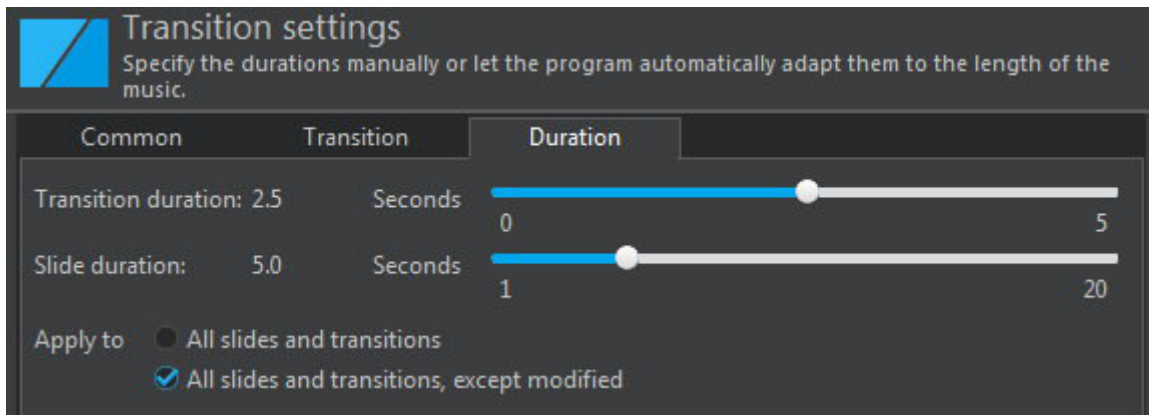 Transition settings
Specify the durations manually or let the program automatically adapt them to the length of the
music.
Common Transition Duration
Transition duration: 2.5 Seconds
0 5
Slide duration: 5.0 Seconds
1 20
Apply to All slides and transitions
All slides and transitions, except modified